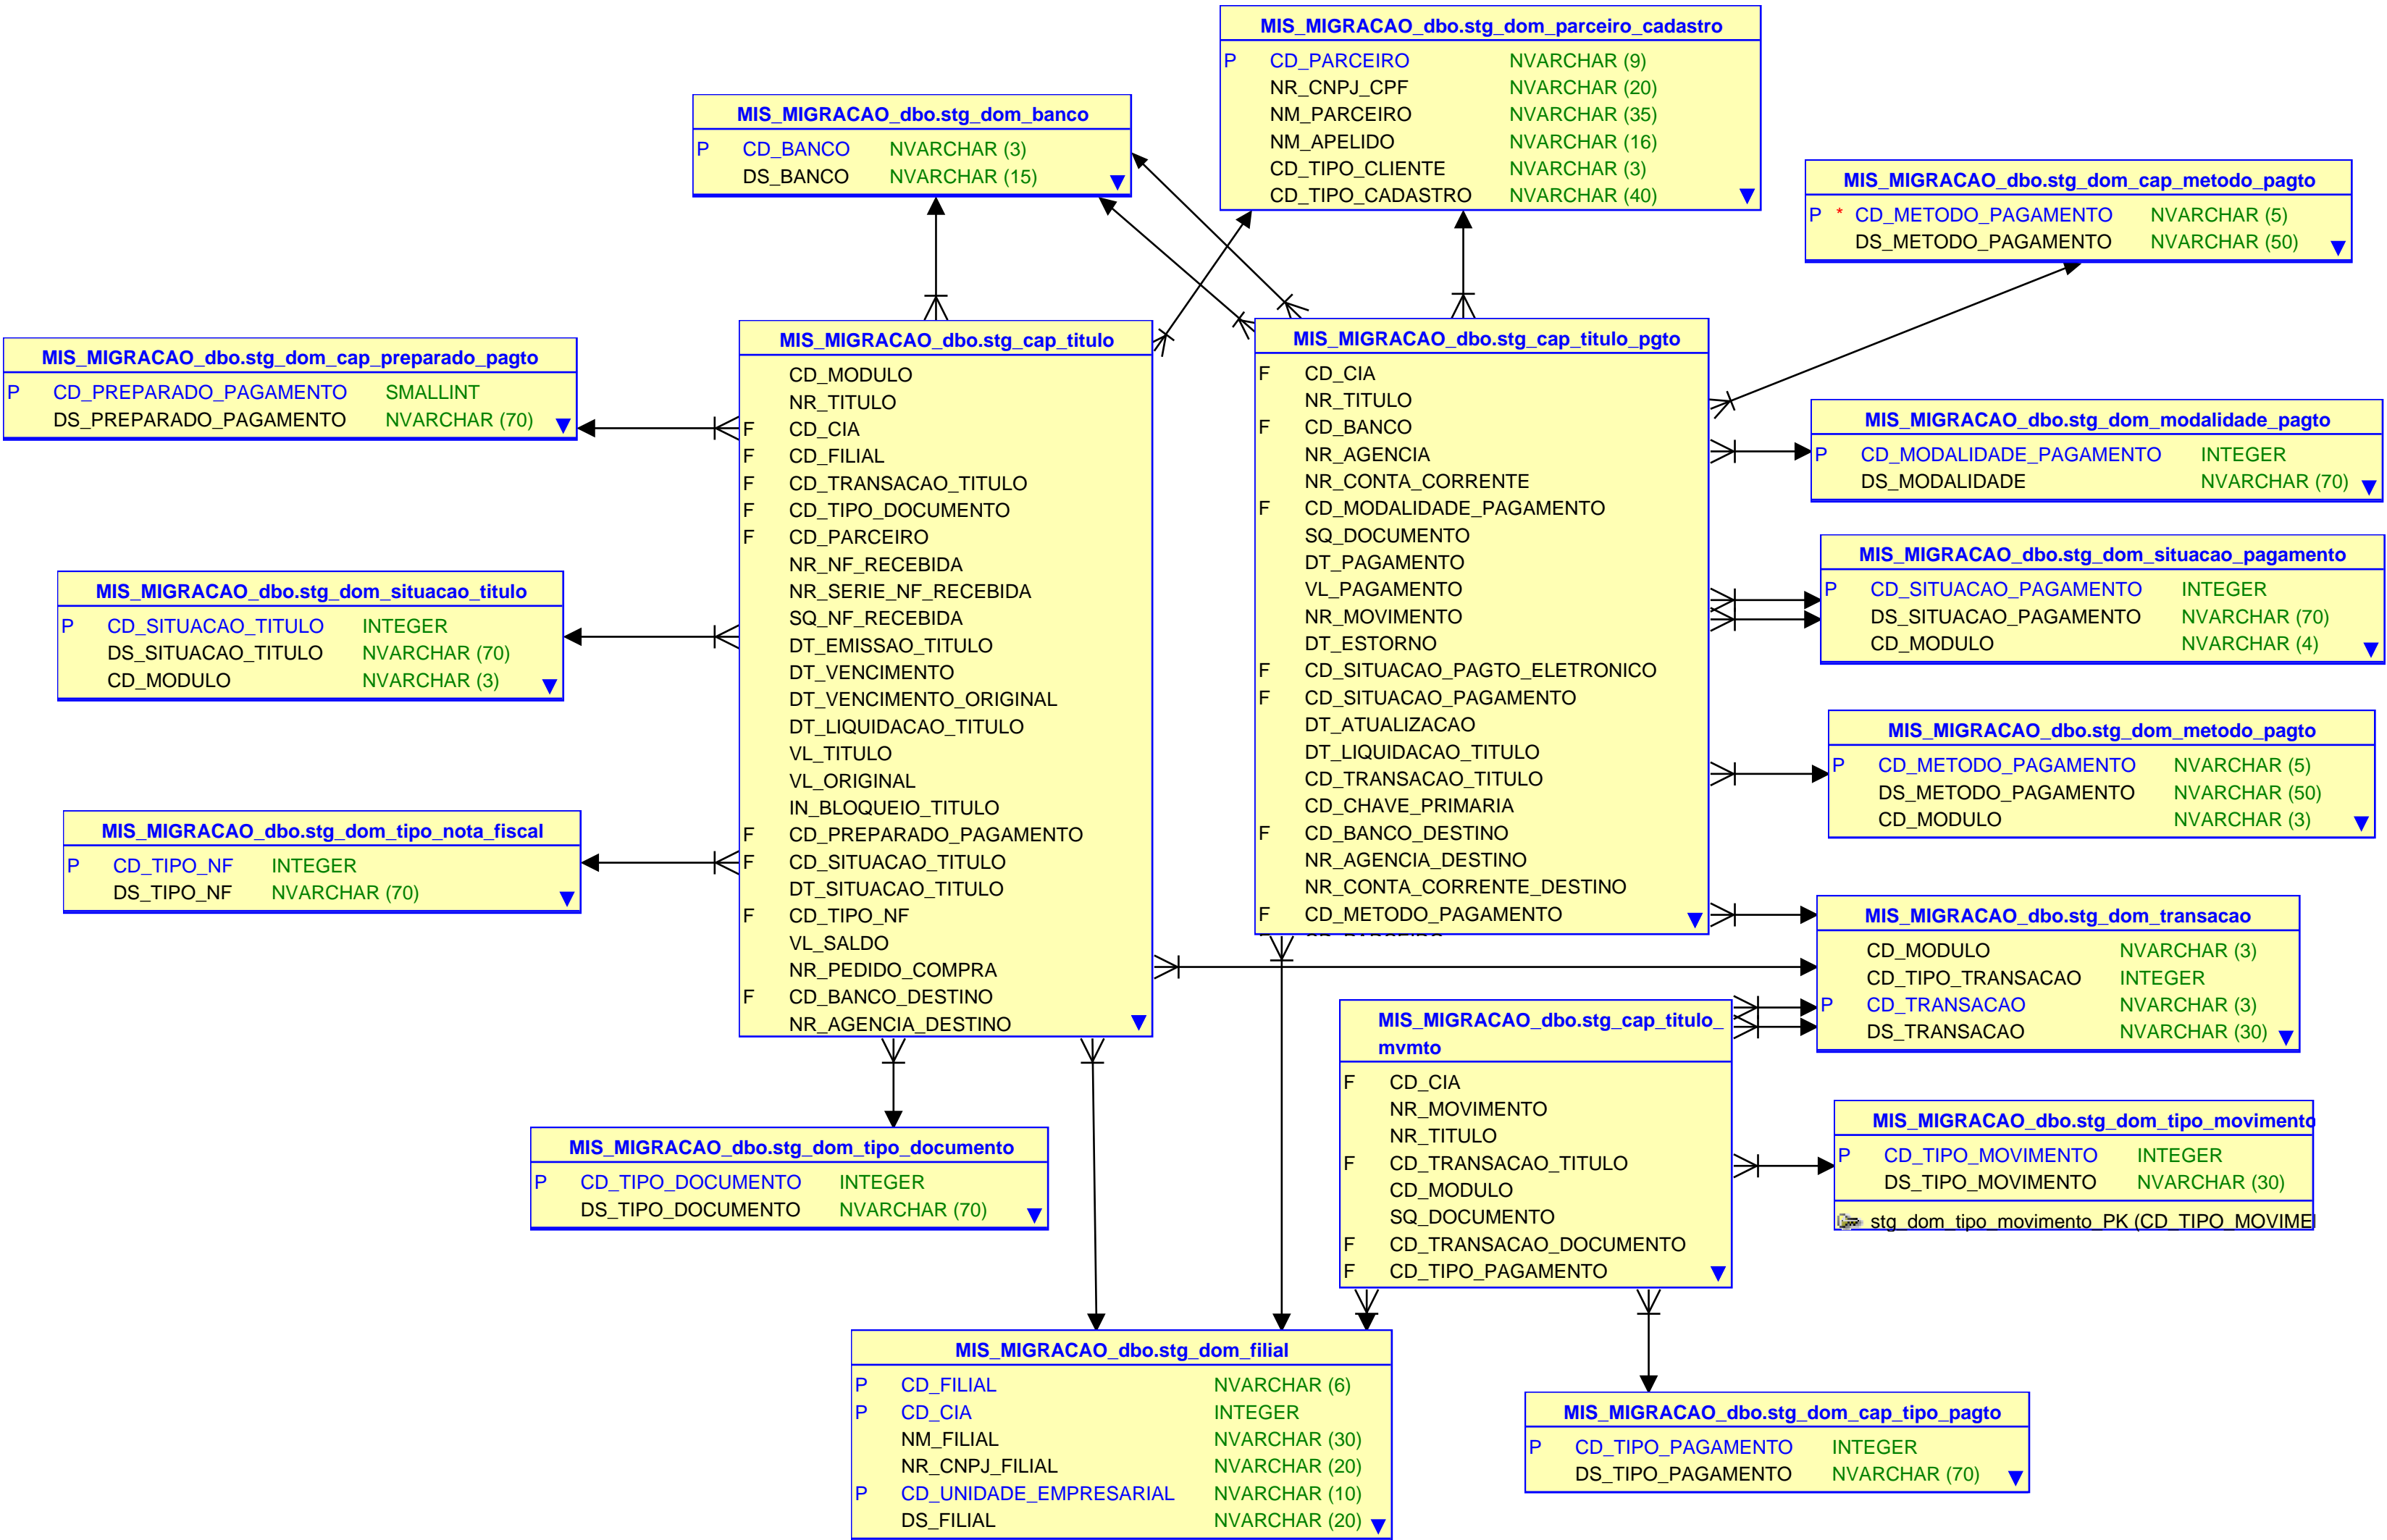 MIS_MIGRACAO_dbo.stg_dom_parceiro_cadastro
P CD_PARCEIRO NVARCHAR (9)
NR_CNPJ_CPF NVARCHAR (20)
NM_PARCEIRO NVARCHAR (35)
NM_APELIDO NVARCHAR (16)
CD_TIPO_CLIENTE NVARCHAR (3)
CD_TIPO_CADASTRO NVARCHAR (40)
MIS_MIGRACAO_dbo.stg_dom_banco
P CD_BANCO NVARCHAR (3)
DS_BANCO NVARCHAR (15)
MIS_MIGRACAO_dbo.stg_dom_cap_metodo_pagto
P * CD_METODO_PAGAMENTO NVARCHAR (5)
DS_METODO_PAGAMENTO NVARCHAR (50)
MIS_MIGRACAO_dbo.stg_dom_cap_preparado_pagto
P CD_PREPARADO_PAGAMENTO SMALLINT
DS_PREPARADO_PAGAMENTO NVARCHAR (70)
MIS_MIGRACAO_dbo.stg_dom_situacao_titulo
P CD_SITUACAO_TITULO INTEGER
DS_SITUACAO_TITULO NVARCHAR (70)
CD_MODULO NVARCHAR (3)
MIS_MIGRACAO_dbo.stg_dom_tipo_nota_fiscal
P CD_TIPO_NF INTEGER
DS_TIPO_NF NVARCHAR (70)
MIS_MIGRACAO_dbo.stg_cap_titulo
CD_MODULO
NR_TITULO
F CD_CIA
F CD_FILIAL
F CD_TRANSACAO_TITULO
F CD_TIPO_DOCUMENTO
F CD_PARCEIRO
NR_NF_RECEBIDA
NR_SERIE_NF_RECEBIDA
SQ_NF_RECEBIDA
DT_EMISSAO_TITULO
DT_VENCIMENTO
DT_VENCIMENTO_ORIGINAL
DT_LIQUIDACAO_TITULO
VL_TITULO
VL_ORIGINAL
IN_BLOQUEIO_TITULO
F CD_PREPARADO_PAGAMENTO
F CD_SITUACAO_TITULO
DT_SITUACAO_TITULO
F CD_TIPO_NF
VL_SALDO
NR_PEDIDO_COMPRA
F CD_BANCO_DESTINO
NR_AGENCIA_DESTINO
MIS_MIGRACAO_dbo.stg_cap_titulo_pgto
F CD_CIA
NR_TITULO
F CD_BANCO
NR_AGENCIA
NR_CONTA_CORRENTE
F CD_MODALIDADE_PAGAMENTO
SQ_DOCUMENTO
DT_PAGAMENTO
VL_PAGAMENTO
NR_MOVIMENTO
DT_ESTORNO
F CD_SITUACAO_PAGTO_ELETRONICO
F CD_SITUACAO_PAGAMENTO
DT_ATUALIZACAO
DT_LIQUIDACAO_TITULO
CD_TRANSACAO_TITULO
CD_CHAVE_PRIMARIA
F CD_BANCO_DESTINO
NR_AGENCIA_DESTINO
NR_CONTA_CORRENTE_DESTINO
F CD_METODO_PAGAMENTO
MIS_MIGRACAO_dbo.stg_dom_modalidade_pagto
P CD_MODALIDADE_PAGAMENTO INTEGER
DS_MODALIDADE NVARCHAR (70)
MIS_MIGRACAO_dbo.stg_dom_situacao_pagamento
P CD_SITUACAO_PAGAMENTO INTEGER
DS_SITUACAO_PAGAMENTO NVARCHAR (70)
CD_MODULO NVARCHAR (4)
MIS_MIGRACAO_dbo.stg_dom_metodo_pagto
P CD_METODO_PAGAMENTO NVARCHAR (5)
DS_METODO_PAGAMENTO NVARCHAR (50)
CD_MODULO NVARCHAR (3)
MIS_MIGRACAO_dbo.stg_dom_transacao
CD_MODULO NVARCHAR (3)
CD_TIPO_TRANSACAO INTEGER
P CD_TRANSACAO NVARCHAR (3)
DS_TRANSACAO NVARCHAR (30)
MIS_MIGRACAO_dbo.stg_cap_titulo_
mvmto
F CD_CIA
NR_MOVIMENTO
NR_TITULO
F CD_TRANSACAO_TITULO
CD_MODULO
SQ_DOCUMENTO
F CD_TRANSACAO_DOCUMENTO
F CD_TIPO_PAGAMENTO
MIS_MIGRACAO_dbo.stg_dom_tipo_movimento
P CD_TIPO_MOVIMENTO INTEGER
DS_TIPO_MOVIMENTO NVARCHAR (30)
stg_dom_tipo_movimento_PK (CD_TIPO_MOVIME
MIS_MIGRACAO_dbo.stg_dom_tipo_documento
P CD_TIPO_DOCUMENTO INTEGER
DS_TIPO_DOCUMENTO NVARCHAR (70)
MIS_MIGRACAO_dbo.stg_dom_filial
P CD_FILIAL NVARCHAR (6)
P CD_CIA INTEGER
NM_FILIAL NVARCHAR (30)
NR_CNPJ_FILIAL NVARCHAR (20)
P CD_UNIDADE_EMPRESARIAL NVARCHAR (10)
DS_FILIAL NVARCHAR (20)
MIS_MIGRACAO_dbo.stg_dom_cap_tipo_pagto
P CD_TIPO_PAGAMENTO INTEGER
DS_TIPO_PAGAMENTO NVARCHAR (70)